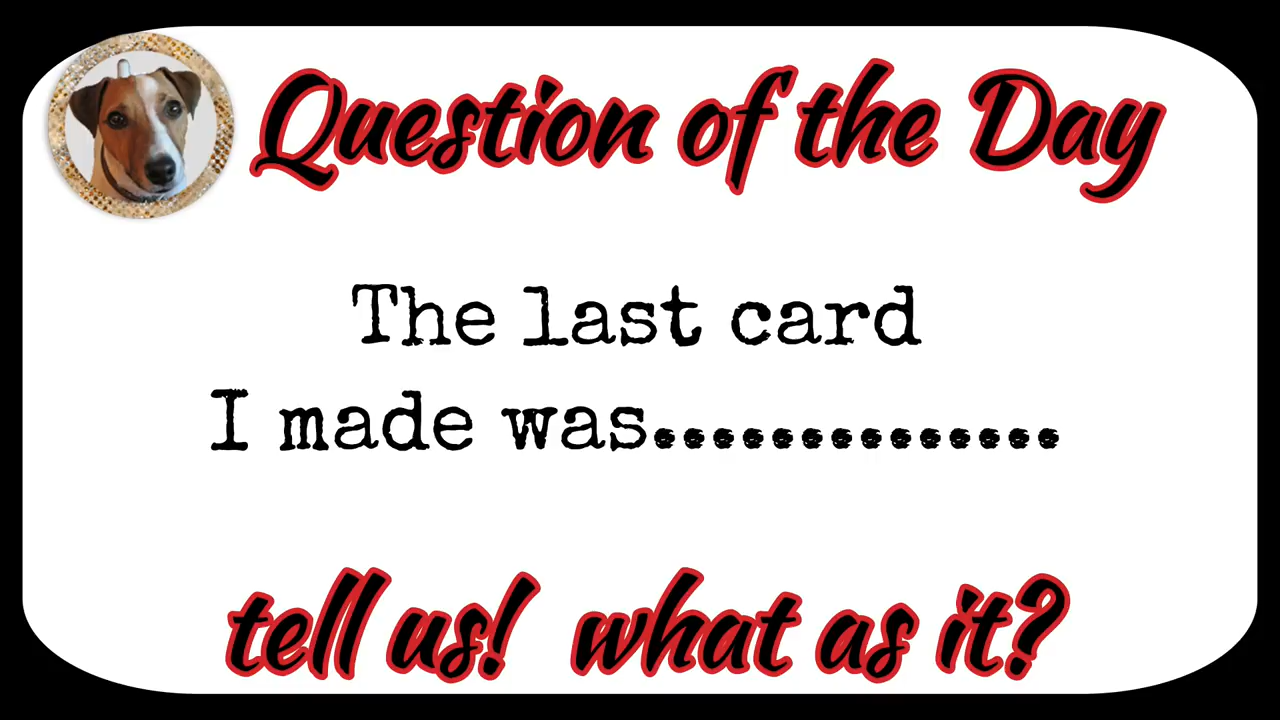 Question of the Day
The last card
I made was..............
tell us! what as it?